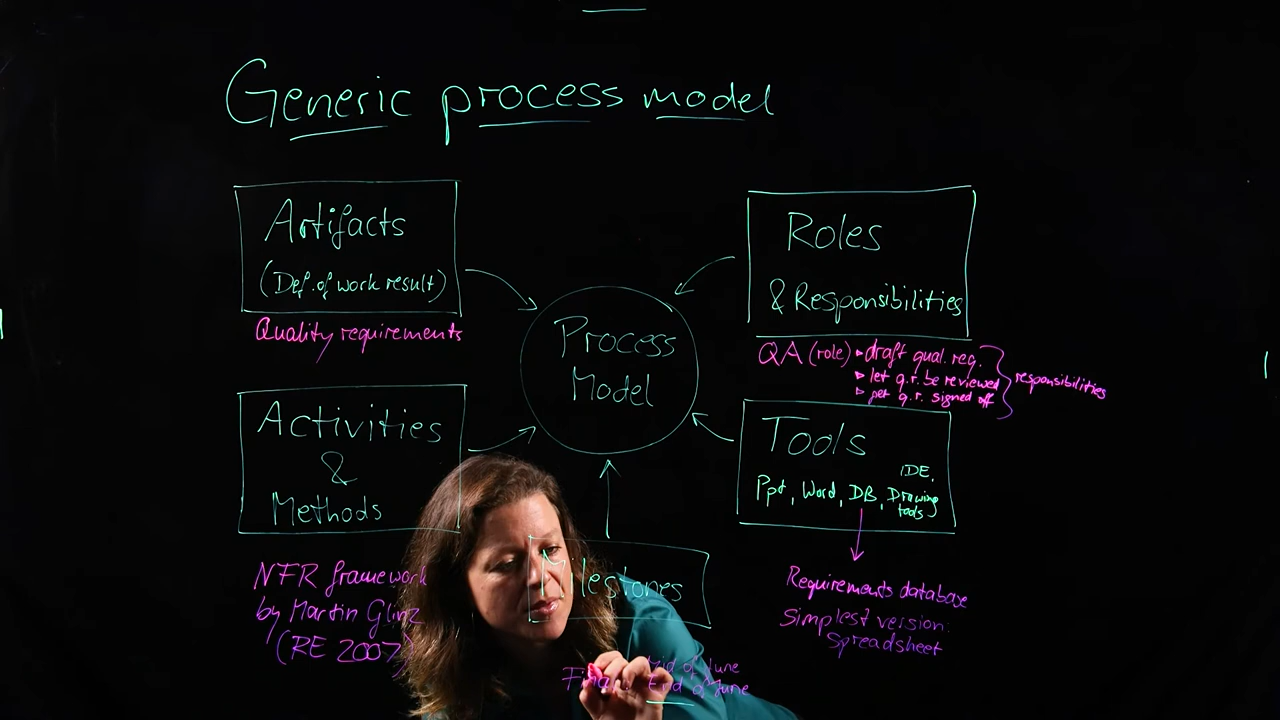 Generic process model
Artifacts
(Def. of work result)
Quality requirements
Activities
&
Methods
NFR framework
by Martin Glinz
(RE 2007)
Process
Model
Milestones
Mid of June
End of June
Roles
& Responsibilities
QA (role) ▸ draft qual. req.
▸ let q.r. be reviewed
▸ get q.r. signed off
responsibilities
Tools
IDE,
Ppt, Word, DB, Drawing
tools
Requirements database
Simplest version:
Spreadsheet